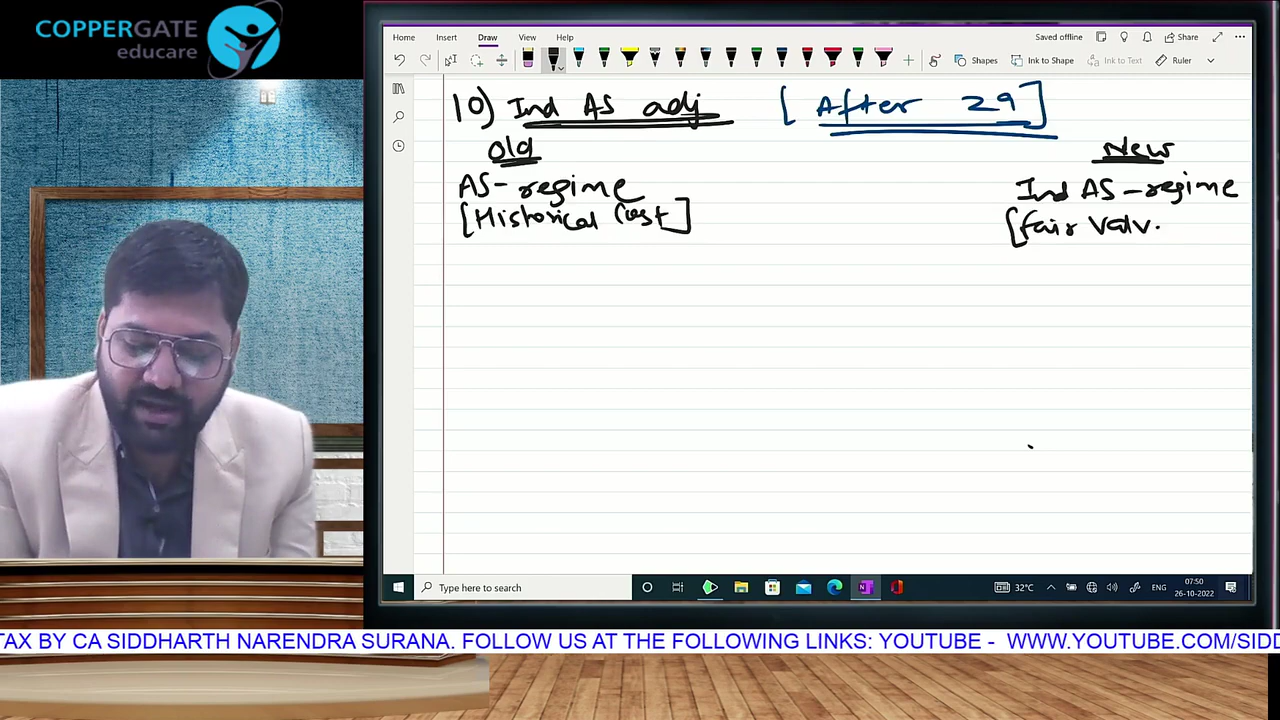 COPPERGATE
educare
Home Insert Draw View Help
Saved offline
Share
Shapes Ink to Shape Ink to Text Ruler
10) Ind AS adj [After 29]
Old
New
AS-regime
Ind AS-regime
[Historical Cost]
[Fair Valu.
Type here to search
32°C
ENG
07:50
26-10-2022
TAX BY CA SIDDHARTH NARENDRA SURANA. FOLLOW US AT THE FOLLOWING LINKS: YOUTUBE - WWW.YOUTUBE.COM/SIDD